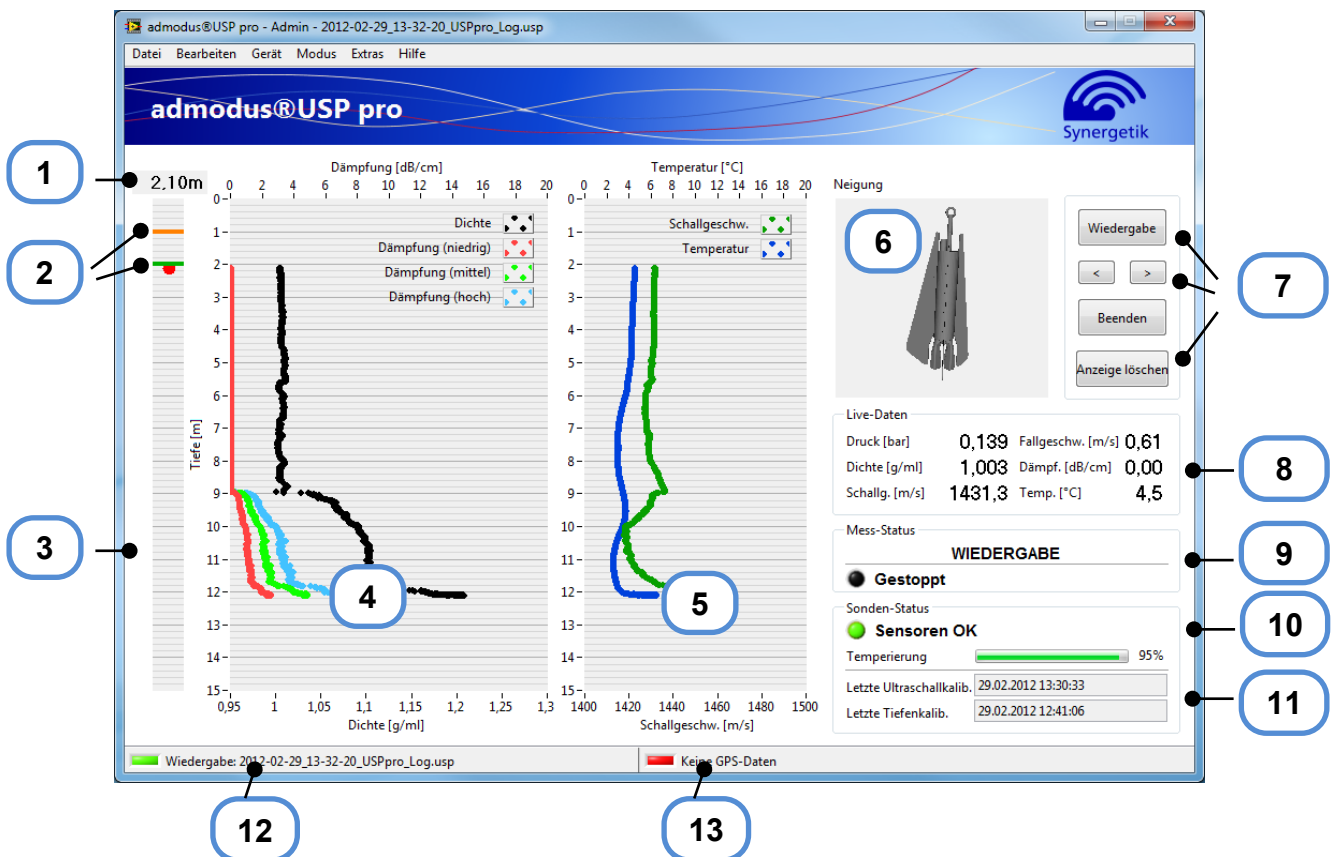 admodus®USP pro - Admin - 2012-02-29_13-32-20_USPpro_Log.usp
Datei Bearbeiten Gerät Modus Extras Hilfe
admodus®USP pro
Synergetik
1
2
3
4
5
6
7
8
9
10
11
12
13
2,10m
Dämpfung [dB/cm]
0 2 4 6 8 10 12 14 16 18 20
Tiefe [m]
0
1
2
3
4
5
6
7
8
9
10
11
12
13
14
15
Dichte
Dämpfung (niedrig)
Dämpfung (mittel)
Dämpfung (hoch)
0,95 1 1,05 1,1 1,15 1,2 1,25 1,3
Dichte [g/ml]
Temperatur [°C]
0 2 4 6 8 10 12 14 16 18 20
0
1
2
3
4
5
6
7
8
9
10
11
12
13
14
15
Schallgeschw.
Temperatur
1400 1420 1440 1460 1480 1500
Schallgeschw. [m/s]
Neigung
Wiedergabe
< >
Beenden
Anzeige löschen
Live-Daten
Druck [bar] 0,139 Fallgeschw. [m/s] 0,61
Dichte [g/ml] 1,003 Dämpf. [dB/cm] 0,00
Schallg. [m/s] 1431,3 Temp. [°C] 4,5
Mess-Status
WIEDERGABE
Gestoppt
Sonden-Status
Sensoren OK
Temperierung 95%
Letzte Ultraschallkalib. 29.02.2012 13:30:33
Letzte Tiefenkalib. 29.02.2012 12:41:06
Wiedergabe: 2012-02-29_13-32-20_USPpro_Log.usp
Keine GPS-Daten